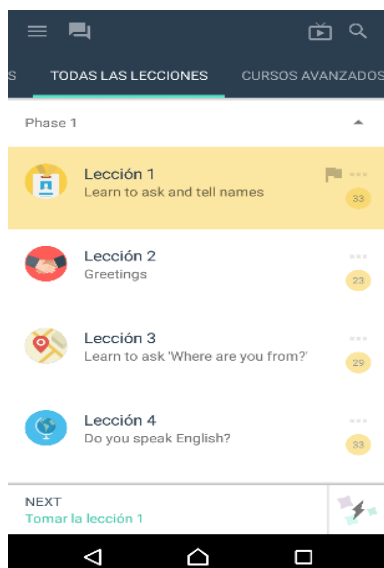 S TODAS LAS LECCIONES CURSOS AVANZADOS
Phase 1
Lección 1
Learn to ask and tell names
33
Lección 2
Greetings
23
Lección 3
Learn to ask 'Where are you from?'
29
Lección 4
Do you speak English?
33
NEXT
Tomar la lección 1